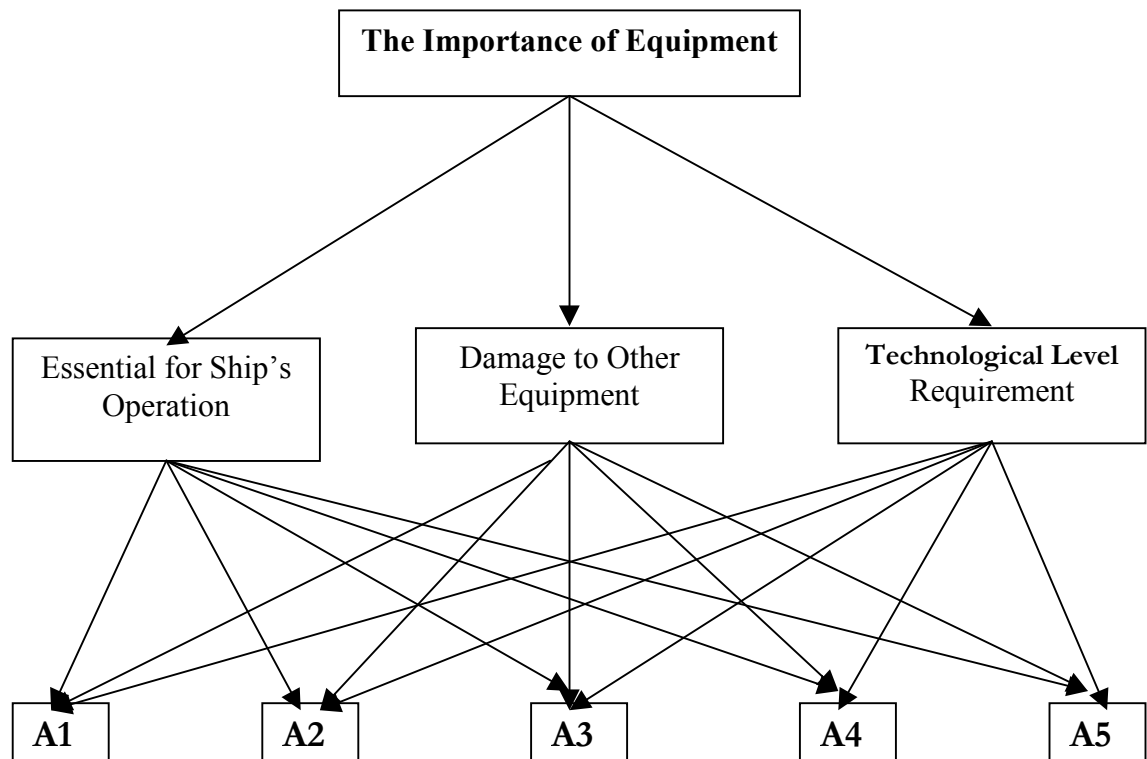 The Importance of Equipment
Essential for Ship’s
Operation
Damage to Other
Equipment
Technological Level
Requirement
A1
A2
A3
A4
A5